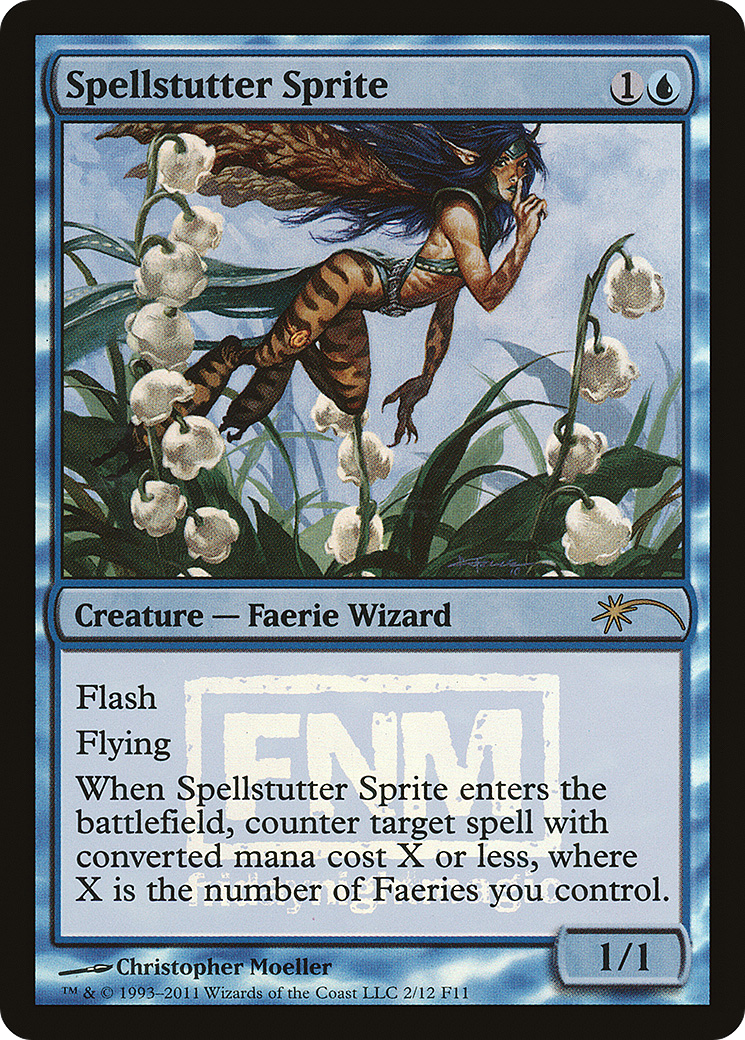 Spellstutter Sprite 1
Creature — Faerie Wizard
Flash
Flying
When Spellstutter Sprite enters the
battlefield, counter target spell with
converted mana cost X or less, where
X is the number of Faeries you control.
FNM
fridaynightmagic
1/1
Christopher Moeller
™ & © 1993–2011 Wizards of the Coast LLC 2/12 F11